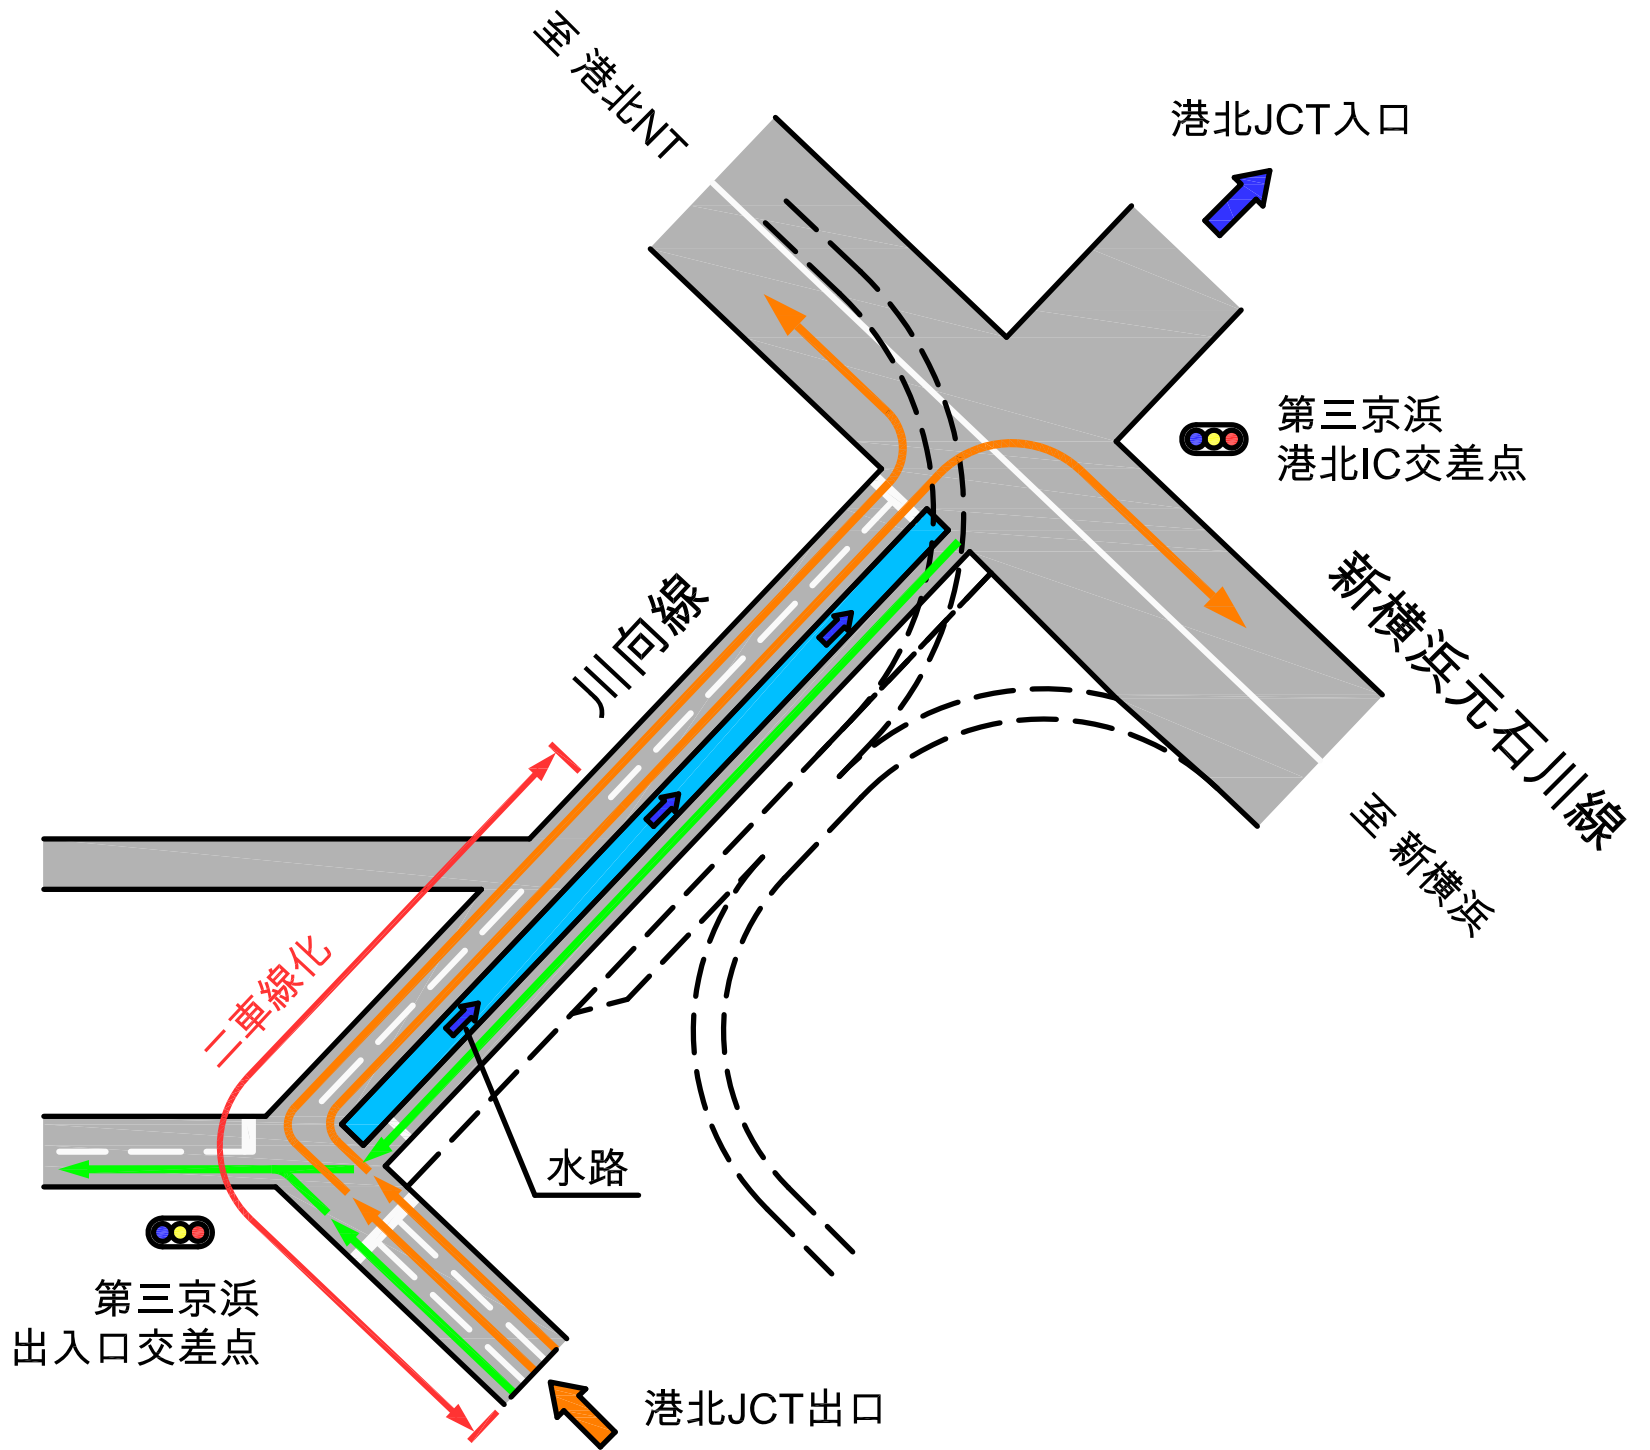 至 港北NT
港北JCT入口
第三京浜
港北IC交差点
川向線
新横浜元石川線
至 新横浜
二車線化
水路
第三京浜
出入口交差点
港北JCT出口